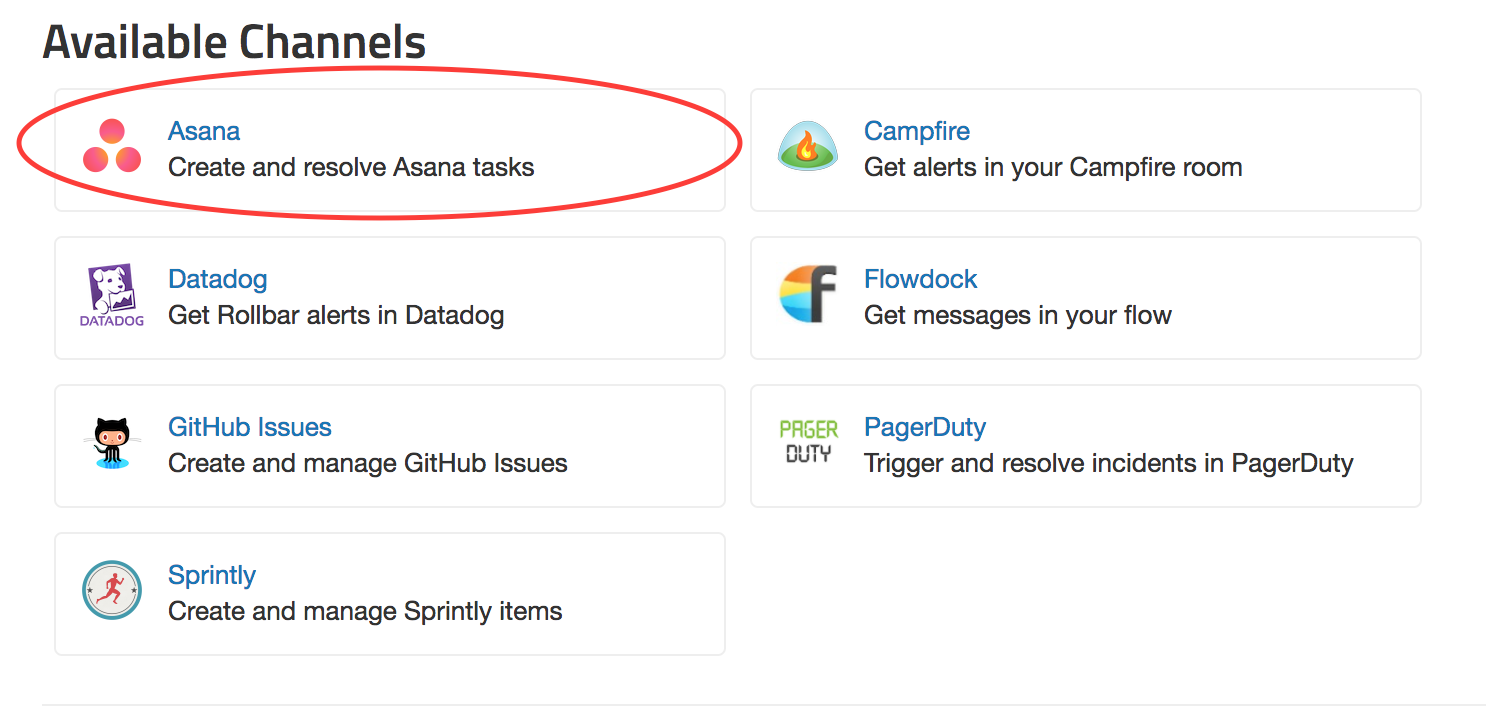 Available Channels
Asana
Create and resolve Asana tasks
Campfire
Get alerts in your Campfire room
DATADOG
Datadog
Get Rollbar alerts in Datadog
Flowdock
Get messages in your flow
GitHub Issues
Create and manage GitHub Issues
PAGER
DUTY
PagerDuty
Trigger and resolve incidents in PagerDuty
Sprintly
Create and manage Sprintly items